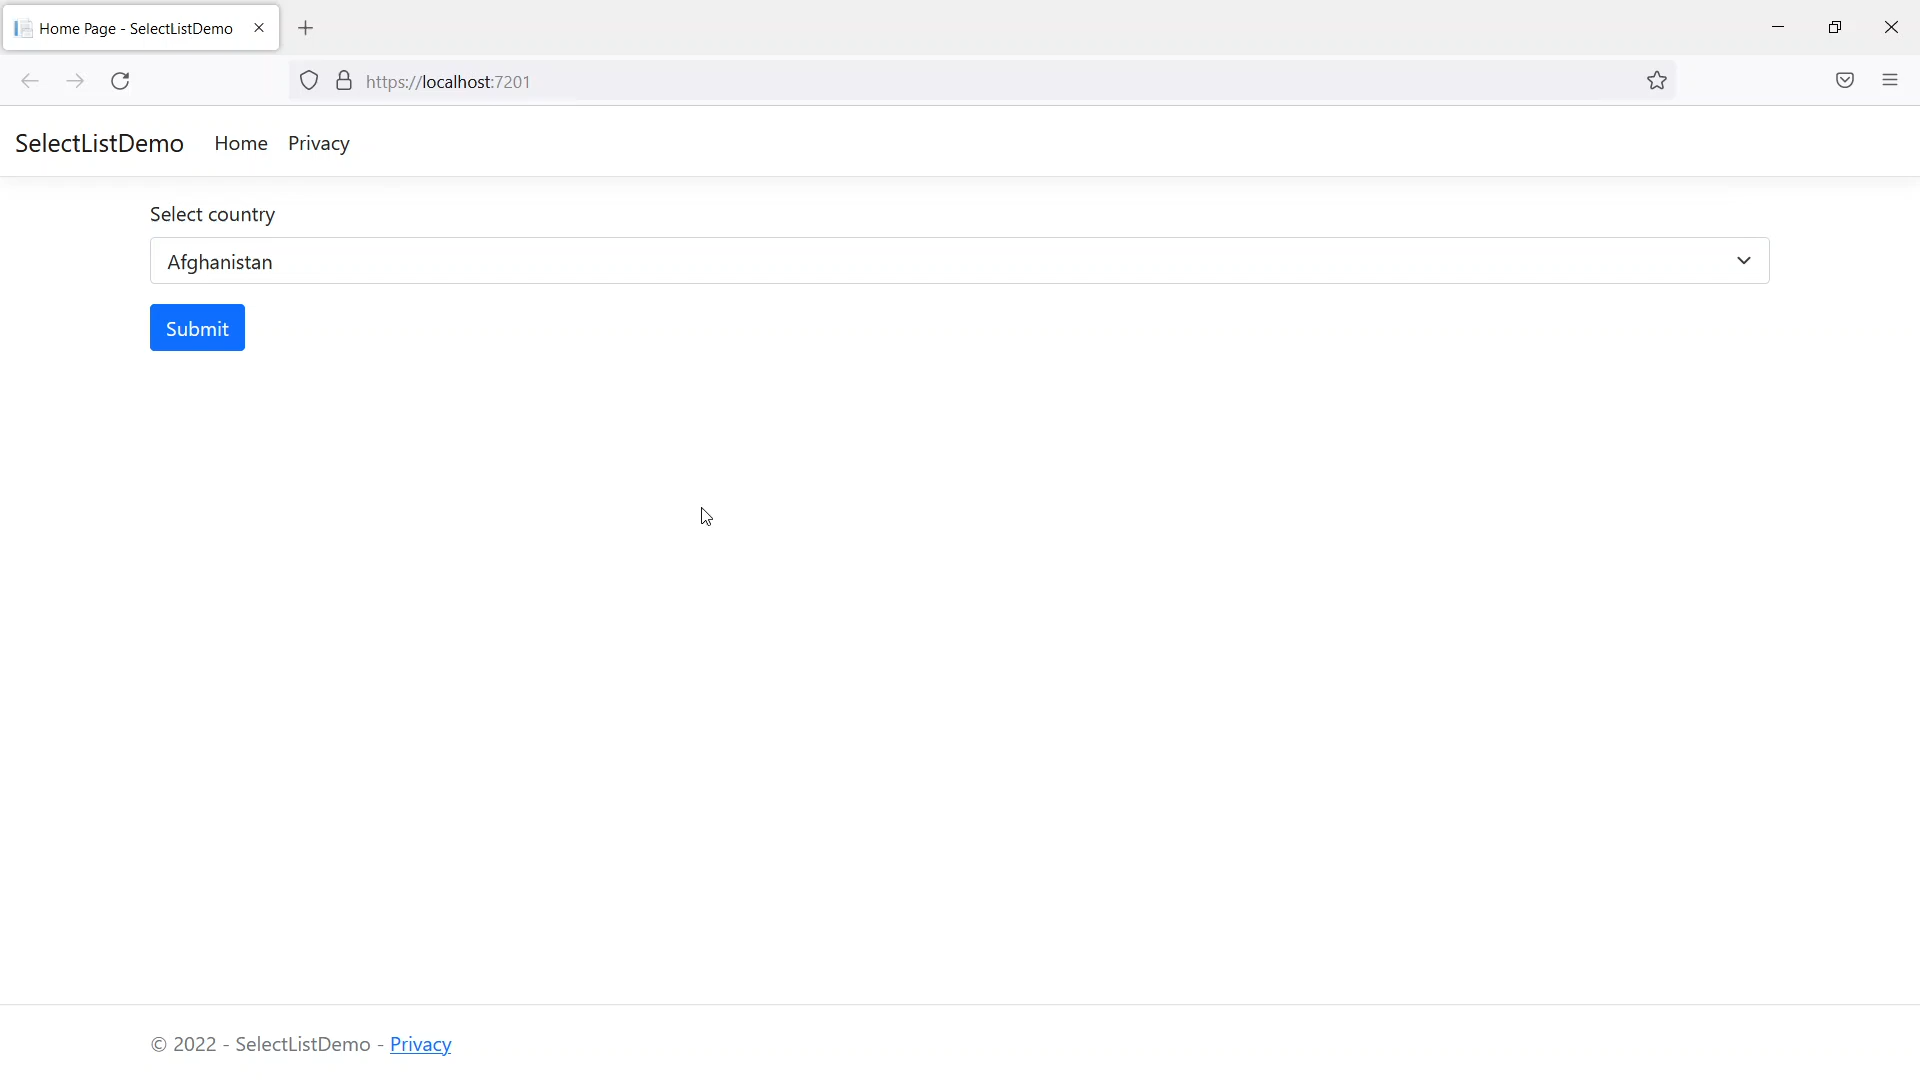 Home Page - SelectListDemo
https://localhost:7201
SelectListDemo Home Privacy
Select country
Afghanistan
Submit
© 2022 - SelectListDemo - Privacy